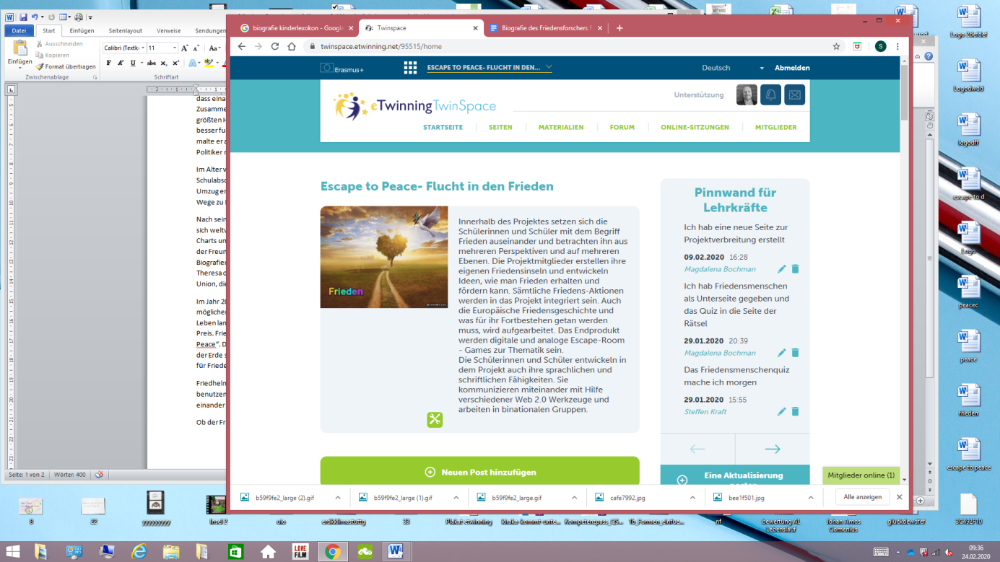 Datei Start Einfügen Seitenlayout Verweise Sendungen
Einfügen
Ausschneiden
Kopieren
Format übertragen
Zwischenablage
Calibri (Textk 11
Schriftart
dass eina
Zusamme
größten H
besser fu
malte er a
Politiker r
Im Alter v
Schulabsc
Umzug er
Wege zu
Nach sein
sich weltv
Charts un
der Freun
Biografier
Theresa o
Union, die
Im Jahr 20
möglicher
Leben lan
Preis. Frie
Peace“. D
der Erde s
für Friede
Friedheln
benutzen
einander
Ob der Fr
Seite: 1 von 2 Wörter: 400
biografie kinderlexokon - Google
Twinspace
Biografie des Friedensforschers F
twinspace.etwinning.net/95515/home
S
Erasmus+
ESCAPE TO PEACE- FLUCHT IN DEN...
Deutsch
Abmelden
eTwinningTwinSpace
Unterstützung
STARTSEITE SEITEN MATERIALIEN FORUM ONLINE-SITZUNGEN MITGLIEDER
Escape to Peace- Flucht in den Frieden
Frieden
Innerhalb des Projektes setzen sich die
Schülerinnen und Schüler mit dem Begriff
Frieden auseinander und betrachten ihn aus
mehreren Perspektiven und auf mehreren
Ebenen. Die Projektmitglieder erstellen ihre
eigenen Friedensinseln und entwickeln
Ideen, wie man Frieden erhalten und
fördern kann. Sämtliche Friedens-Aktionen
werden in das Projekt integriert sein. Auch
die Europäische Friedensgeschichte und
was für ihr Fortbestehen getan werden
muss, wird aufgearbeitet. Das Endprodukt
werden digitale und analoge Escape-Room
- Games zur Thematik sein.
Die Schülerinnen und Schüler entwickeln in
dem Projekt auch ihre sprachlichen und
schriftlichen Fähigkeiten. Sie
kommunizieren miteinander mit Hilfe
verschiedener Web 2.0 Werkzeuge und
arbeiten in binationalen Gruppen.
Neuen Post hinzufügen
Pinnwand für
Lehrkräfte
Ich hab eine neue Seite zur
Projektverbreitung erstellt
09.02.2020 16:28
Magdalena Bochman
Ich hab Friedensmenschen
als Unterseite gegeben und
das Quiz in die Seite der
Rätsel
29.01.2020 20:39
Magdalena Bochman
Das Friedensmenschenquiz
mache ich morgen
29.01.2020 15:55
Steffen Kraft
Eine Aktualisierung
Mitglieder online (1)
b59f9fe2_large (2).gif
b59f9fe2_large (1).gif
b59f9fe2_large.gif
cafe7992.jpg
bee1f501.jpg
Alle anzeigen
Logo 2defdef
Logodwdd
logodff
escape to d
Logo
peacec
peace
frieden
escape to peace
8
22
yyyyyyyyy
Insel 2
oio
33
Plakat etwinning
nf
bewertung AL
Lebenslauf
Johan Amos
Comenius
glückdewdfef
3C492F10
LOVE
FILM
09:36
24.02.2020